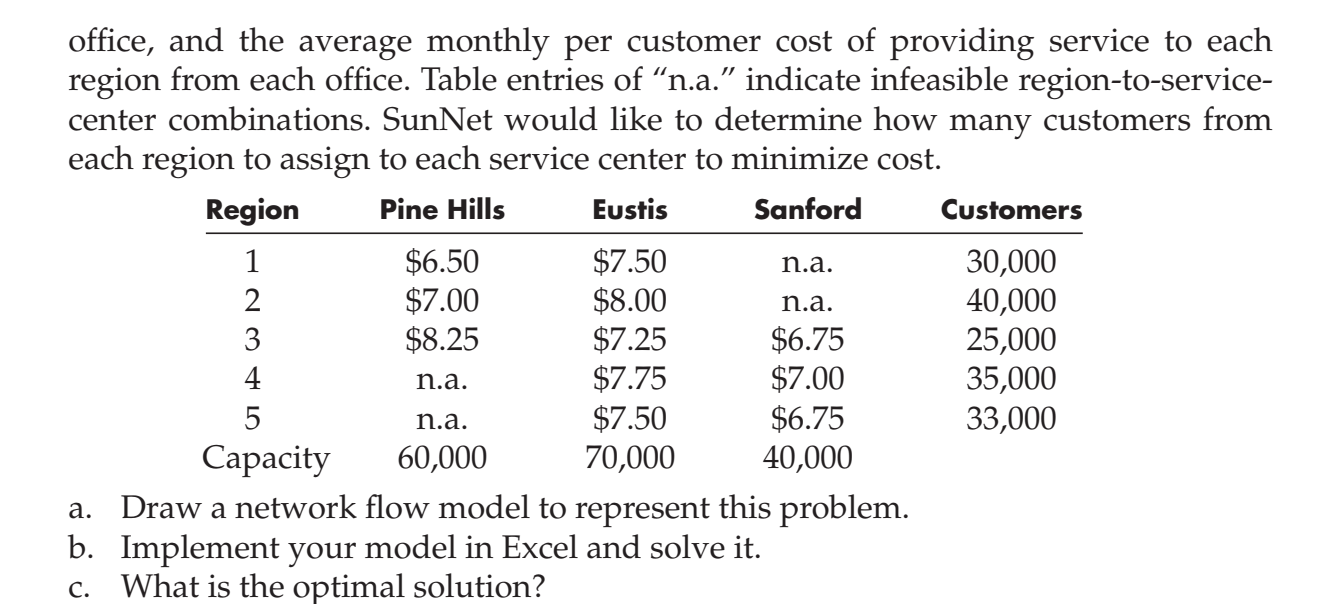 office, and the average monthly per customer cost of providing service to each
region from each office. Table entries of “n.a.” indicate infeasible region-to-service-
center combinations. SunNet would like to determine how many customers from
each region to assign to each service center to minimize cost.
Region Pine Hills Eustis Sanford Customers
1 $6.50 $7.50 n.a. 30,000
2 $7.00 $8.00 n.a. 40,000
3 $8.25 $7.25 $6.75 25,000
4 n.a. $7.75 $7.00 35,000
5 n.a. $7.50 $6.75 33,000
Capacity 60,000 70,000 40,000
a. Draw a network flow model to represent this problem.
b. Implement your model in Excel and solve it.
c. What is the optimal solution?